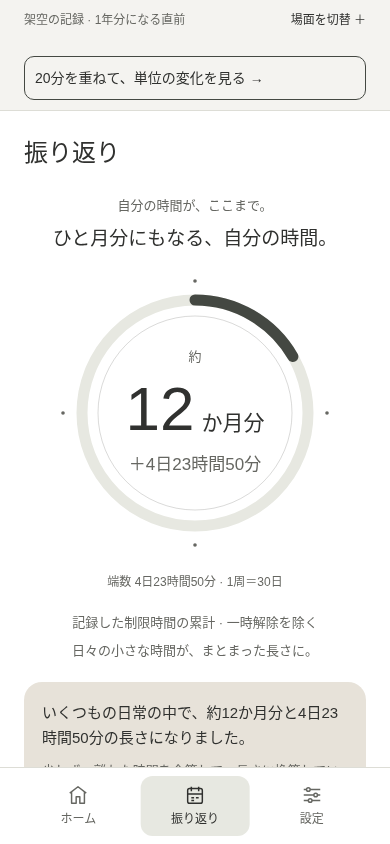 架空の記録 · 1年分になる直前
場面を切替 ＋
20分を重ねて、単位の変化を見る →
振り返り
自分の時間が、ここまで。
ひと月分にもなる、自分の時間。
約
12 か月分
＋4日23時間50分
端数 4日23時間50分 · 1周＝30日
記録した制限時間の累計 · 一時解除を除く
日々の小さな時間が、まとまった長さに。
いくつもの日常の中で、約12か月分と4日23
時間50分の長さになりました。
ホーム
振り返り
設定